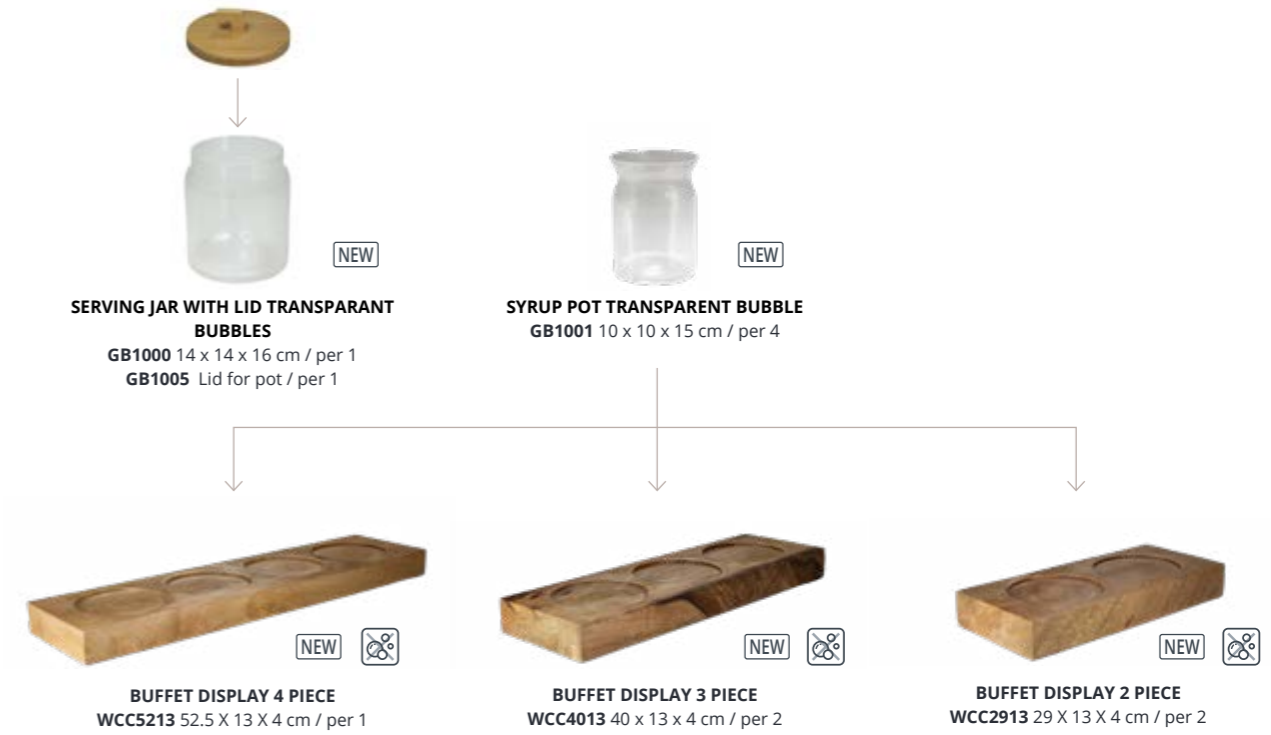 NEW
SERVING JAR WITH LID TRANSPARANT
BUBBLES
GB1000 14 x 14 x 16 cm / per 1
GB1005 Lid for pot / per 1
NEW
SYRUP POT TRANSPARENT BUBBLE
GB1001 10 x 10 x 15 cm / per 4
NEW
BUFFET DISPLAY 4 PIECE
WCC5213 52.5 X 13 X 4 cm / per 1
NEW
BUFFET DISPLAY 3 PIECE
WCC4013 40 x 13 x 4 cm / per 2
NEW
BUFFET DISPLAY 2 PIECE
WCC2913 29 X 13 X 4 cm / per 2